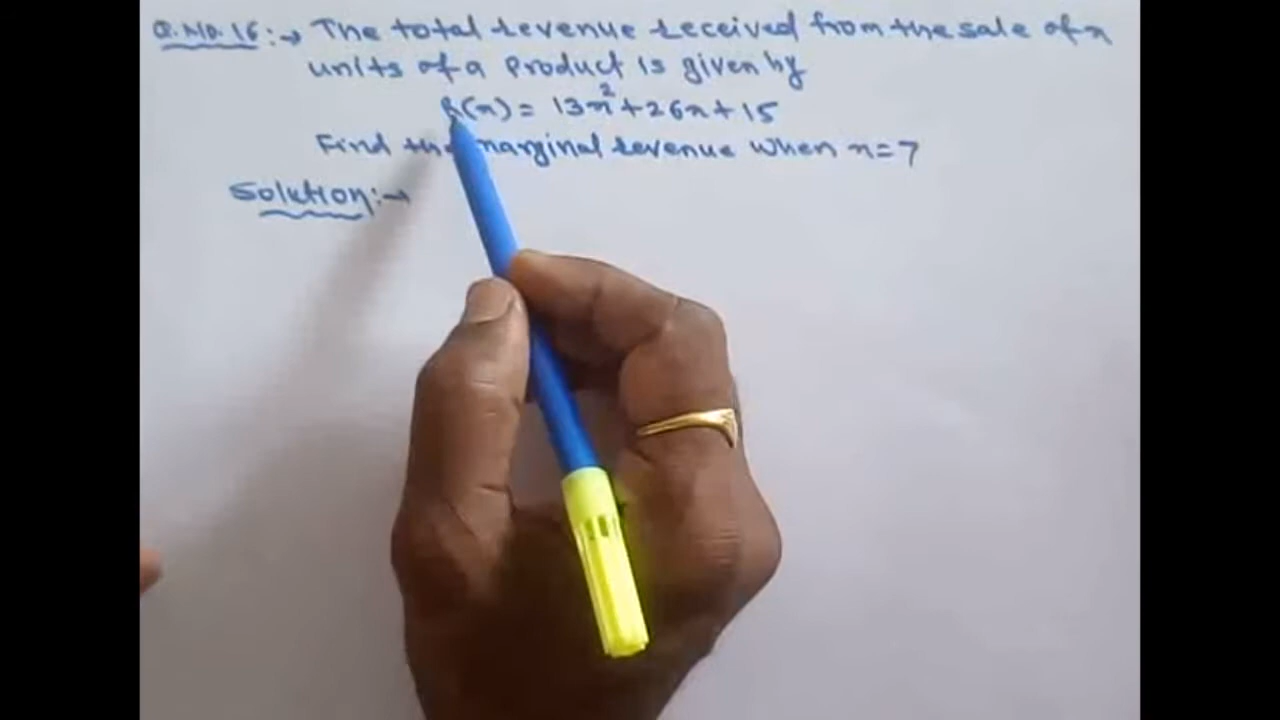 Q.No.16:→ The total revenue received from the sale of x
units of a product is given by
R(x) = 13x²+26x+15
Find the marginal revenue when x=7
Solution:→